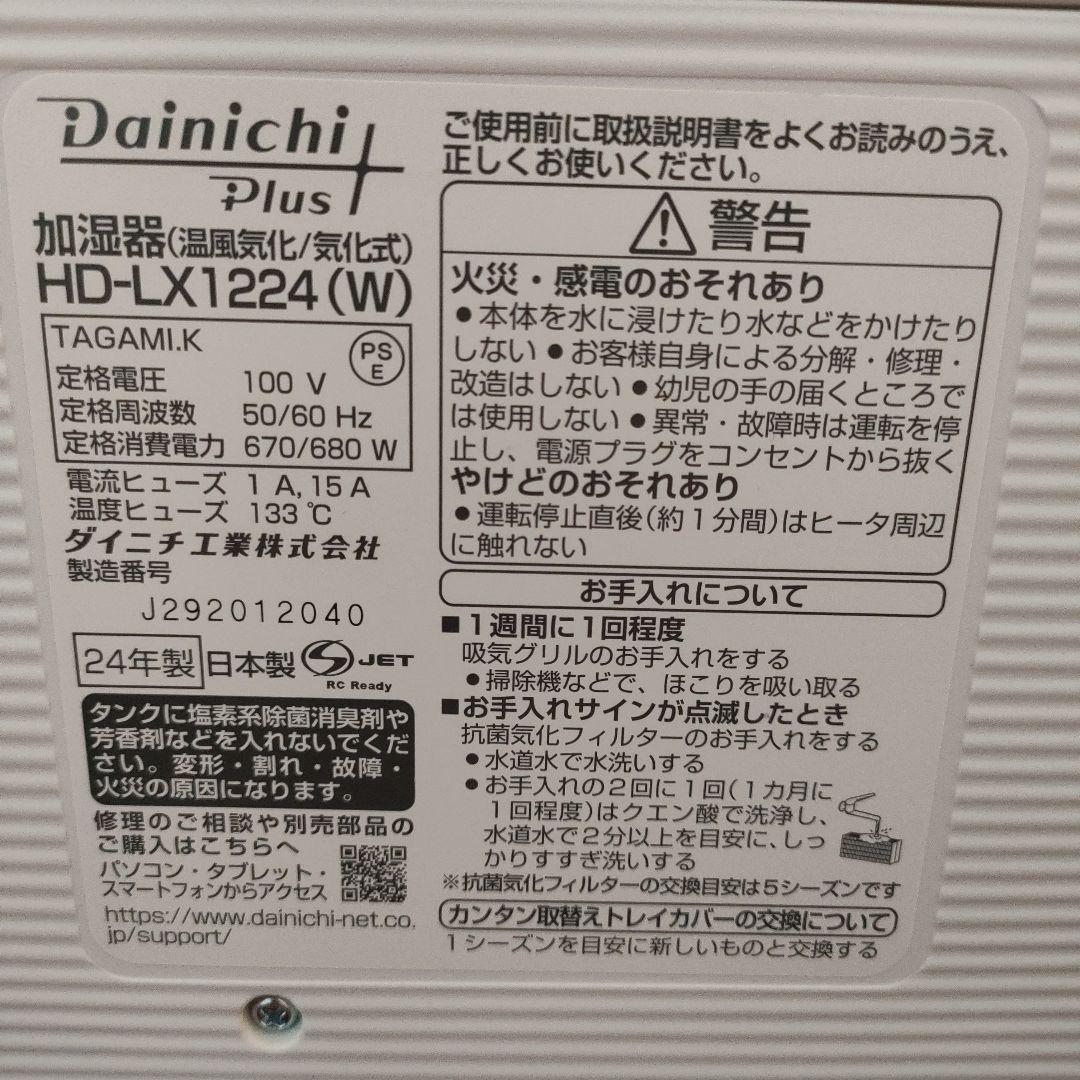 Dainichi
Plus
加湿器(温風気化/気化式)
HD-LX1224(W)
TAGAMI.K
PS
E
定格電圧 100 V
定格周波数 50/60 Hz
定格消費電力 670/680 W
電流ヒューズ 1 A, 15 A
温度ヒューズ 133 ℃
ダイニチ工業株式会社
製造番号
J292012040
24年製 日本製 S JET
RC Ready
タンクに塩素系除菌消臭剤や
芳香剤などを入れないでくだ
さい。変形・割れ・故障・
火災の原因になります。
修理のご相談や別売部品の
ご購入はこちらへ
パソコン・タブレット・
スマートフォンからアクセス
https://www.dainichi-net.co.
jp/support/
ご使用前に取扱説明書をよくお読みのうえ、
正しくお使いください。
警告
火災・感電のおそれあり
●本体を水に浸けたり水などをかけたり
しない●お客様自身による分解・修理・
改造はしない●幼児の手の届くところで
は使用しない●異常・故障時は運転を停
止し、電源プラグをコンセントから抜く
やけどのおそれあり
●運転停止直後(約1分間)はヒータ周辺
に触れない
お手入れについて
■1週間に1回程度
吸気グリルのお手入れをする
●掃除機などで、ほこりを吸い取る
■お手入れサインが点滅したとき
抗菌気化フィルターのお手入れをする
●水道水で水洗いする
●お手入れの2回に1回(1カ月に
1回程度)はクエン酸で洗浄し、
水道水で2分以上を目安に、しっ
かりすすぎ洗いする
※抗菌気化フィルターの交換目安は5シーズンです
カンタン取替えトレイカバーの交換について
1シーズンを目安に新しいものと交換する